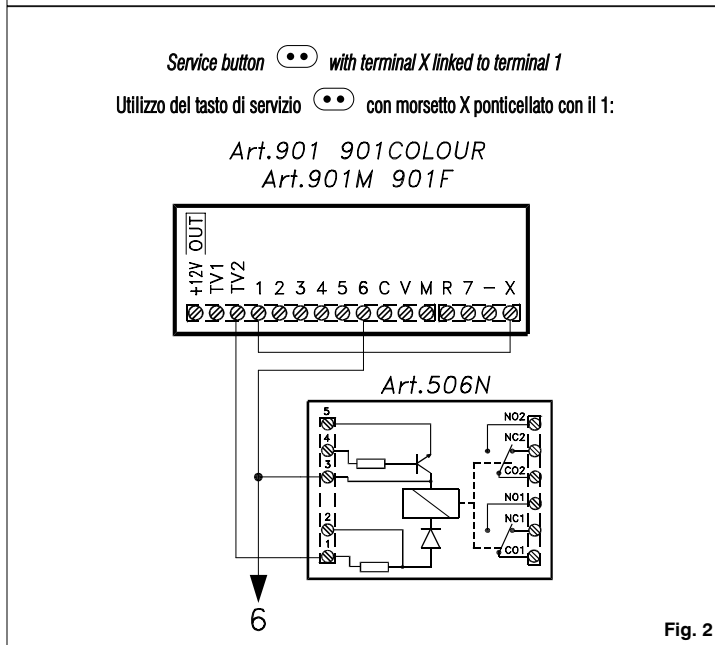 Service button with terminal X linked to terminal 1
Utilizzo del tasto di servizio con morsetto X ponticellato con il 1:
Art.901 901COLOUR
Art.901M 901F
+12V OUT TV1 TV2 1 2 3 4 5 6 C V M R 7 – X
Art.506N
5
4
3
2
1
NO2
NC2
CO2
NO1
NC1
CO1
6
Fig. 2